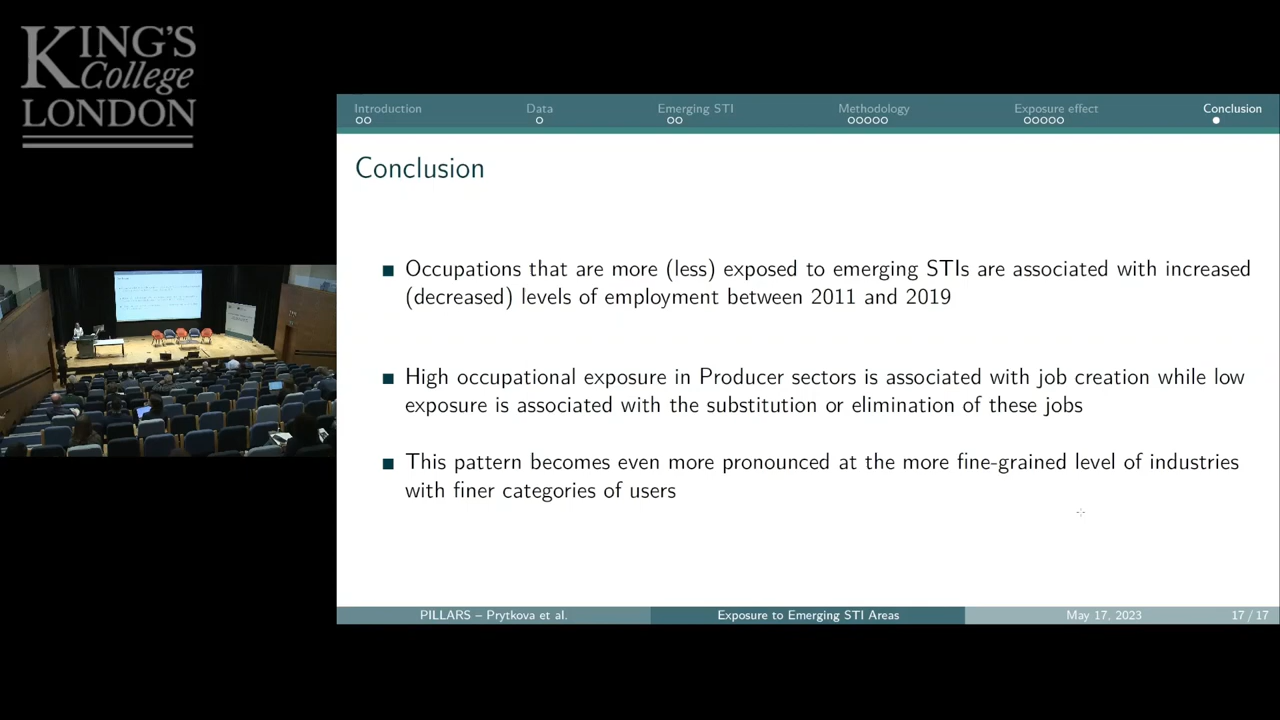 KING'S
College
LONDON
Introduction Data Emerging STI Methodology Exposure effect Conclusion
Conclusion
Occupations that are more (less) exposed to emerging STIs are associated with increased
(decreased) levels of employment between 2011 and 2019
High occupational exposure in Producer sectors is associated with job creation while low
exposure is associated with the substitution or elimination of these jobs
This pattern becomes even more pronounced at the more fine-grained level of industries
with finer categories of users
PILLARS – Prytkova et al. Exposure to Emerging STI Areas May 17, 2023 17 / 17